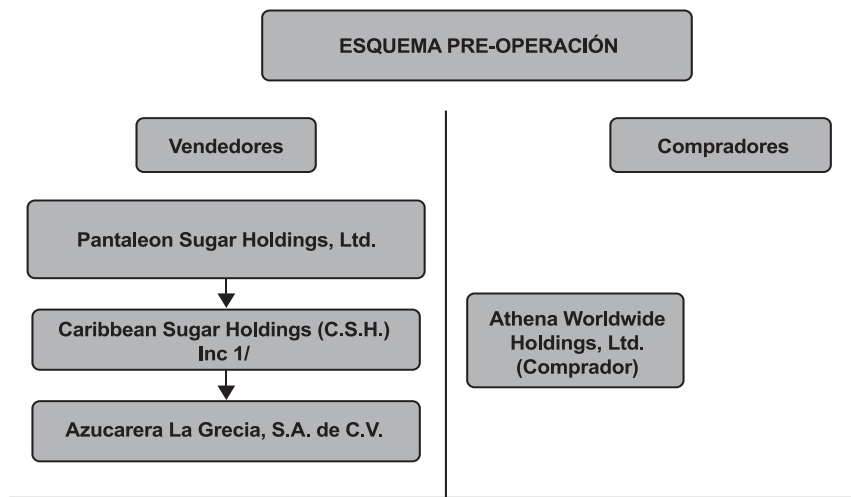 ESQUEMA PRE-OPERACIÓN
Vendedores
Compradores
Pantaleon Sugar Holdings, Ltd.
Caribbean Sugar Holdings (C.S.H.)
Inc 1/
Azucarera La Grecia, S.A. de C.V.
Athena Worldwide
Holdings, Ltd.
(Comprador)